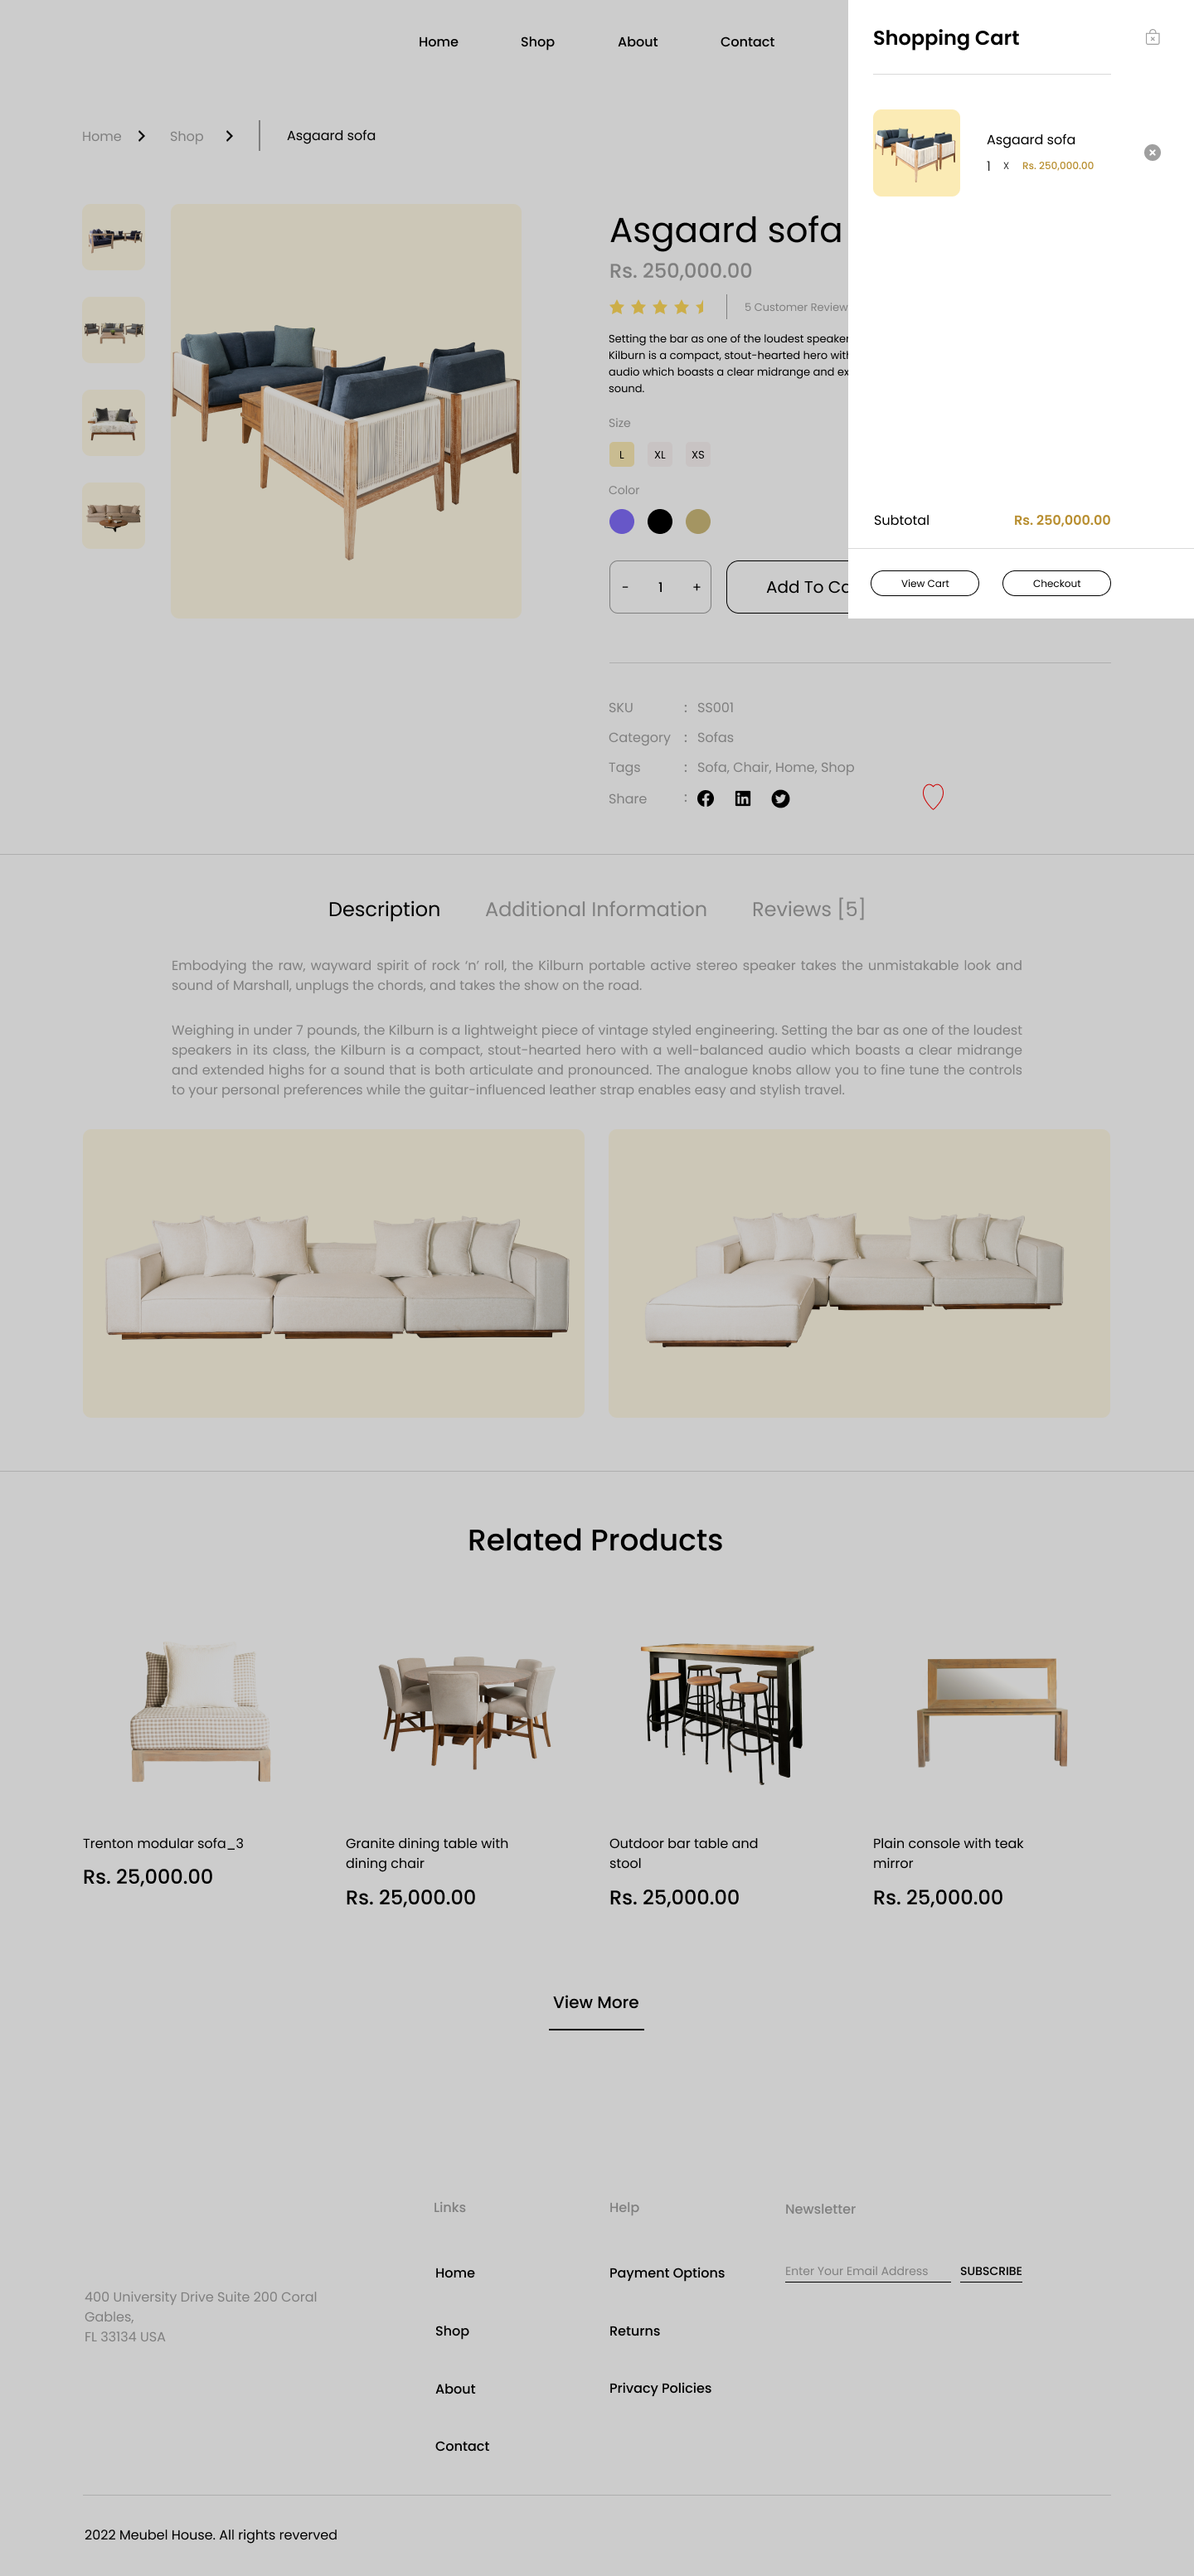 Home Shop About Contact
Shopping Cart
Asgaard sofa
1 X Rs. 250,000.00
Subtotal Rs. 250,000.00
View Cart Checkout
Home Shop Asgaard sofa
Asgaard sofa
Rs. 250,000.00
5 Customer Review
Setting the bar as one of the loudest speaker
Kilburn is a compact, stout-hearted hero with
audio which boasts a clear midrange and ex
sound.
Size
L XL XS
Color
- 1 + Add To Ca
SKU : SS001
Category : Sofas
Tags : Sofa, Chair, Home, Shop
Share :
Description Additional Information Reviews [5]
Embodying the raw, wayward spirit of rock ‘n’ roll, the Kilburn portable active stereo speaker takes the unmistakable look and
sound of Marshall, unplugs the chords, and takes the show on the road.
Weighing in under 7 pounds, the Kilburn is a lightweight piece of vintage styled engineering. Setting the bar as one of the loudest
speakers in its class, the Kilburn is a compact, stout-hearted hero with a well-balanced audio which boasts a clear midrange
and extended highs for a sound that is both articulate and pronounced. The analogue knobs allow you to fine tune the controls
to your personal preferences while the guitar-influenced leather strap enables easy and stylish travel.
Related Products
Trenton modular sofa_3
Rs. 25,000.00
Granite dining table with
dining chair
Rs. 25,000.00
Outdoor bar table and
stool
Rs. 25,000.00
Plain console with teak
mirror
Rs. 25,000.00
View More
400 University Drive Suite 200 Coral
Gables,
FL 33134 USA
Links
Home
Shop
About
Contact
Help
Payment Options
Returns
Privacy Policies
Newsletter
Enter Your Email Address SUBSCRIBE
2022 Meubel House. All rights reverved